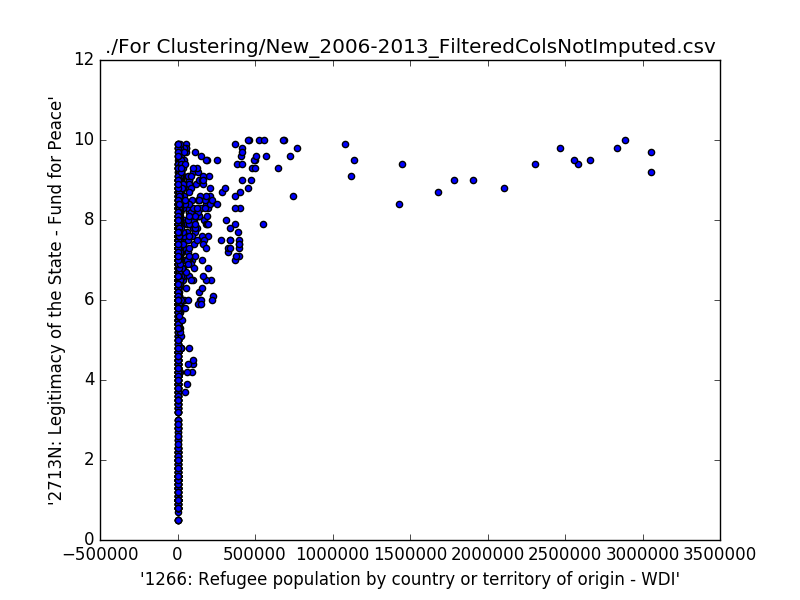 ./For Clustering/New_2006-2013_FilteredColsNotImputed.csv
12
10
8
6
4
2
0
'2713N: Legitimacy of the State - Fund for Peace'
−500000 0 500000 1000000 1500000 2000000 2500000 3000000 3500000
'1266: Refugee population by country or territory of origin - WDI'